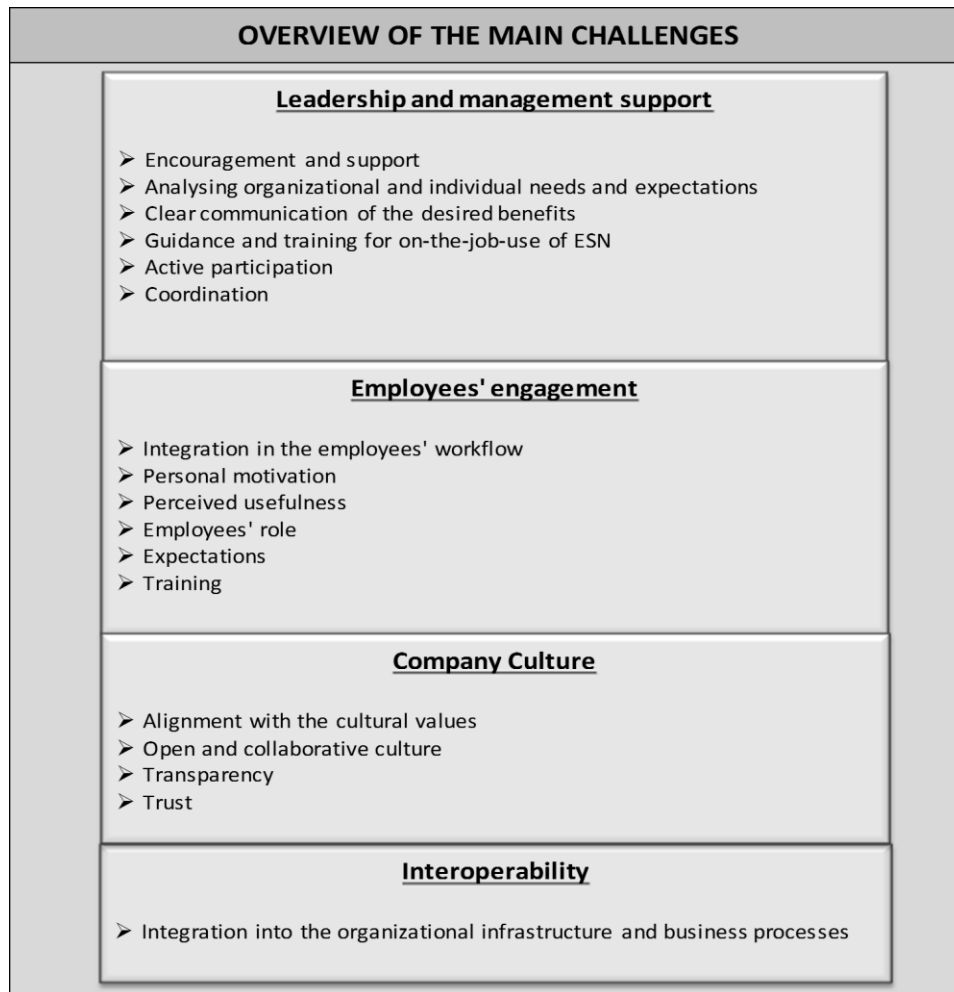 OVERVIEW OF THE MAIN CHALLENGES
Leadership and management support
➢ Encouragement and support
➢ Analysing organizational and individual needs and expectations
➢ Clear communication of the desired benefits
➢ Guidance and training for on-the-job-use of ESN
➢ Active participation
➢ Coordination
Employees' engagement
➢ Integration in the employees' workflow
➢ Personal motivation
➢ Perceived usefulness
➢ Employees' role
➢ Expectations
➢ Training
Company Culture
➢ Alignment with the cultural values
➢ Open and collaborative culture
➢ Transparency
➢ Trust
Interoperability
➢ Integration into the organizational infrastructure and business processes